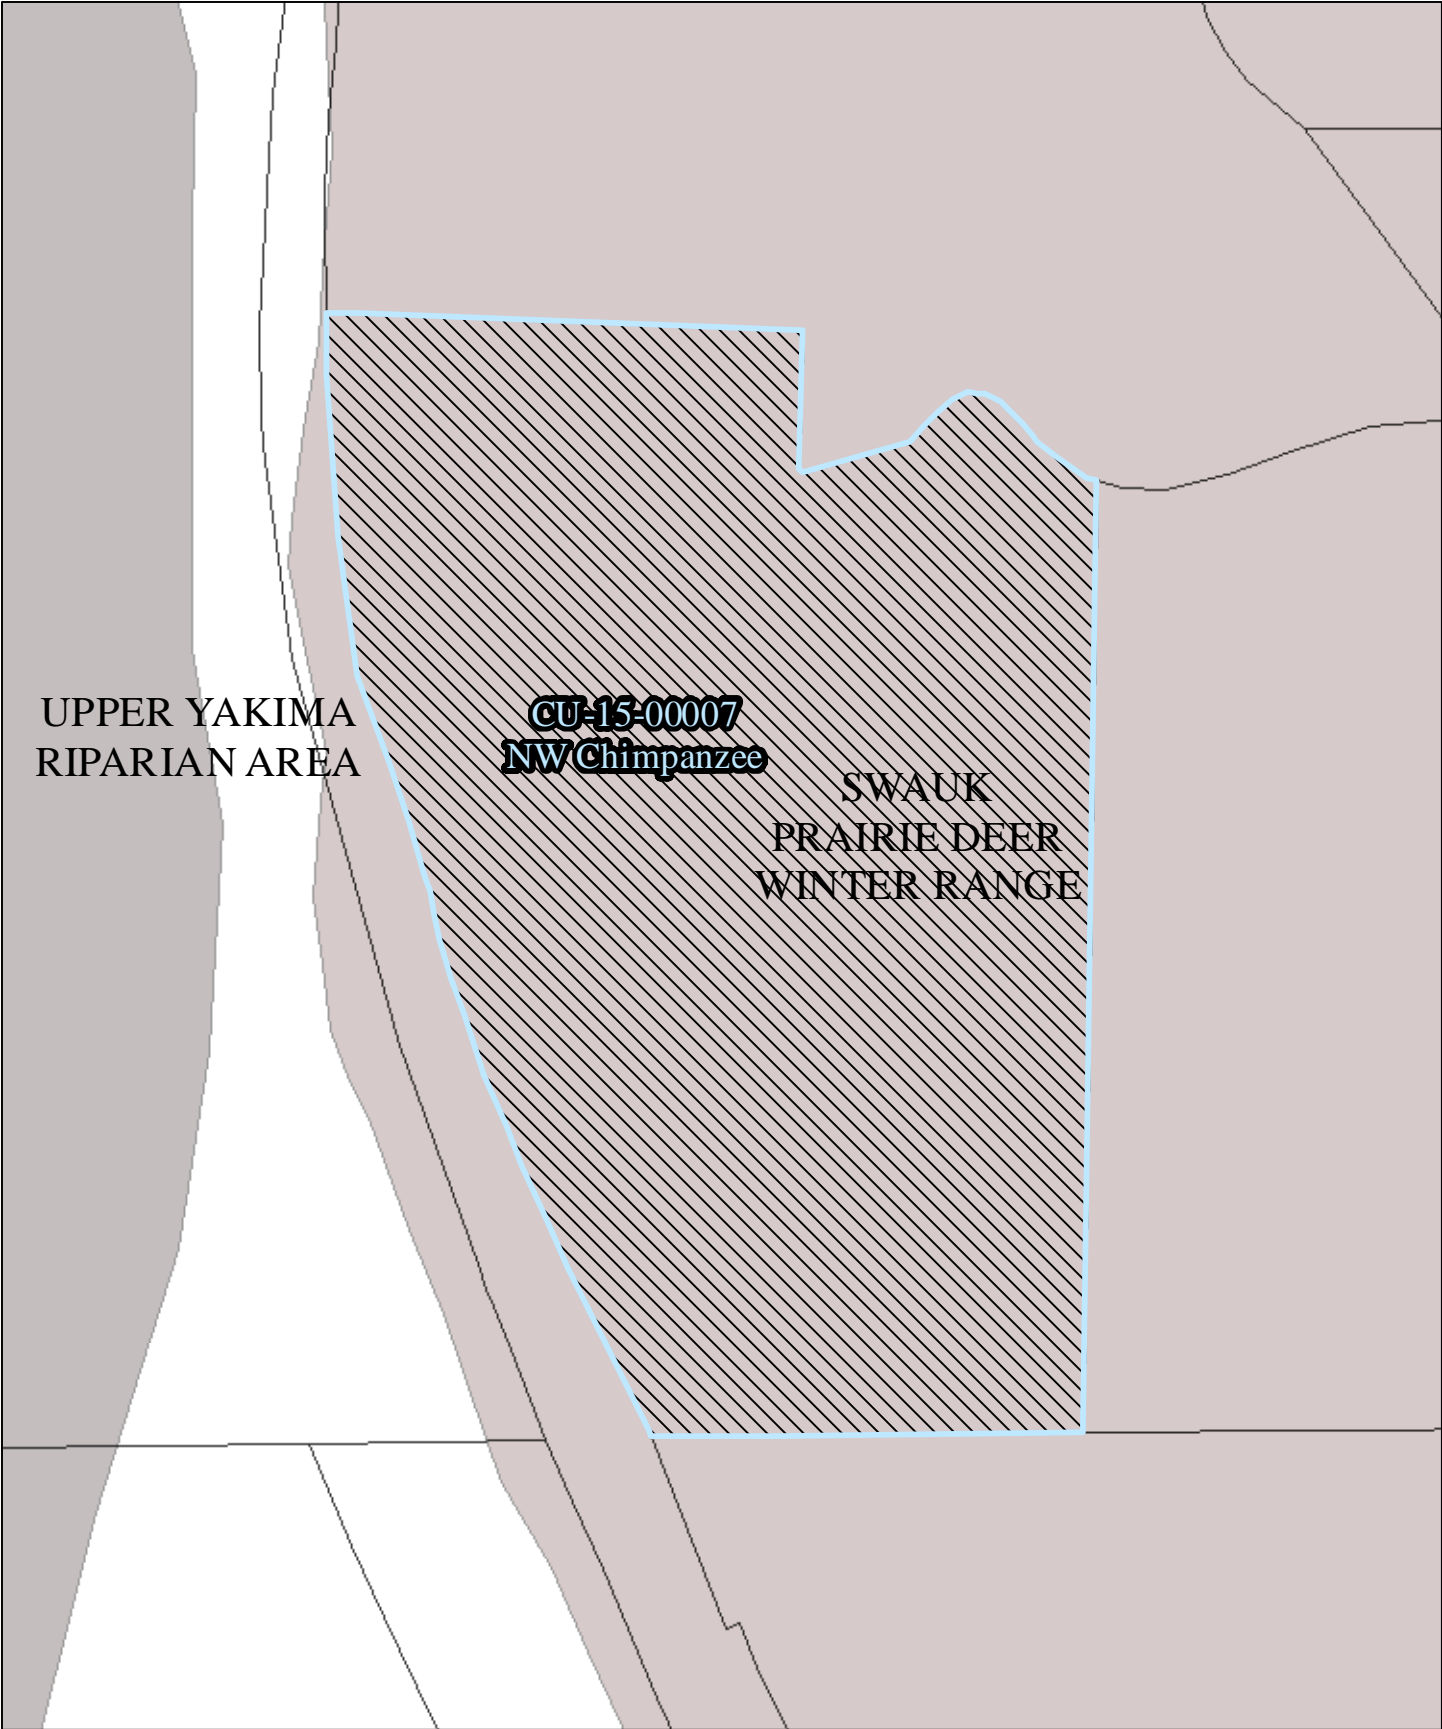 UPPER YAKIMA
RIPARIAN AREA
CU-15-00007
NW Chimpanzee
SWAUK
PRAIRIE DEER
WINTER RANGE